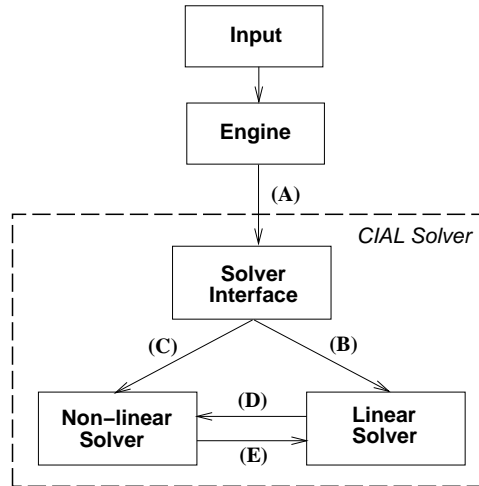 Input
Engine
(A)
CIAL Solver
Solver
Interface
(C)
(B)
Non–linear
Solver
(D)
(E)
Linear
Solver